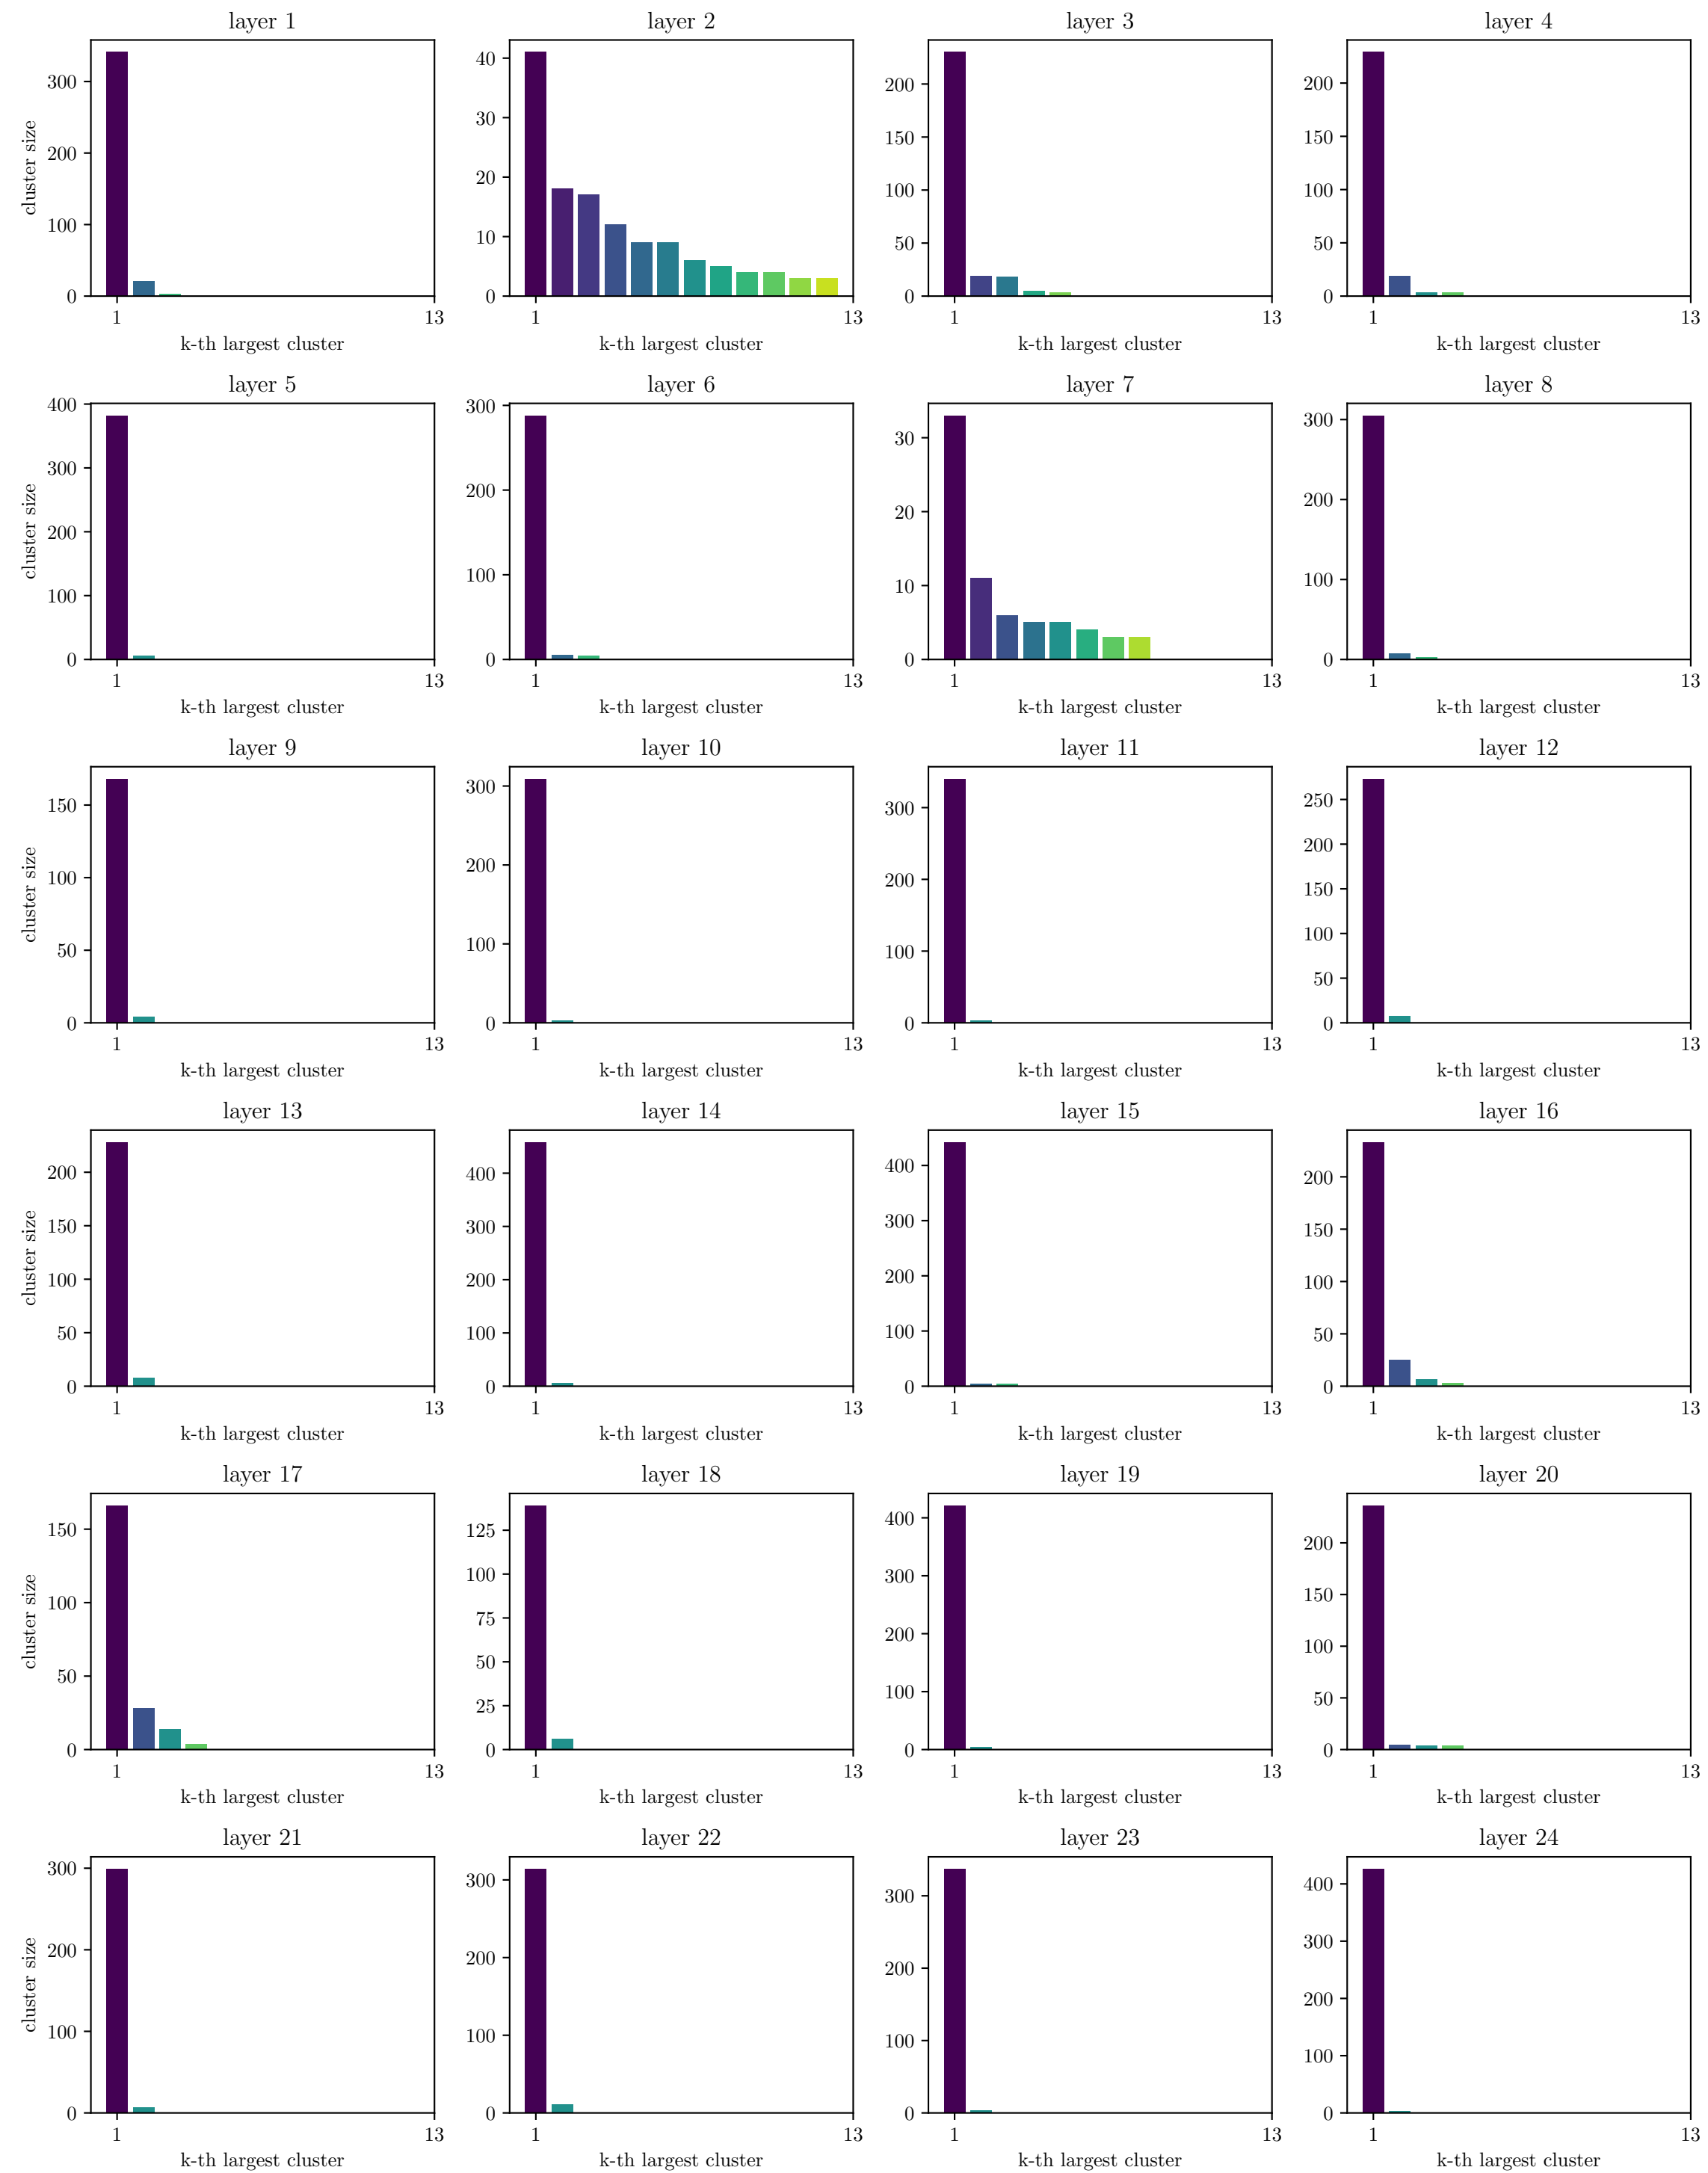 layer 1
300
200
100
0
cluster size
1
13
k-th largest cluster
layer 2
40
30
20
10
0
1
13
k-th largest cluster
layer 3
200
150
100
50
0
1
13
k-th largest cluster
layer 4
200
150
100
50
0
1
13
k-th largest cluster
layer 5
400
300
200
100
0
cluster size
1
13
k-th largest cluster
layer 6
300
200
100
0
1
13
k-th largest cluster
layer 7
30
20
10
0
1
13
k-th largest cluster
layer 8
300
200
100
0
1
13
k-th largest cluster
layer 9
150
100
50
0
cluster size
1
13
k-th largest cluster
layer 10
300
200
100
0
1
13
k-th largest cluster
layer 11
300
200
100
0
1
13
k-th largest cluster
layer 12
250
200
150
100
50
0
1
13
k-th largest cluster
layer 13
200
150
100
50
0
cluster size
1
13
k-th largest cluster
layer 14
400
300
200
100
0
1
13
k-th largest cluster
layer 15
400
300
200
100
0
1
13
k-th largest cluster
layer 16
200
150
100
50
0
1
13
k-th largest cluster
layer 17
150
100
50
0
cluster size
1
13
k-th largest cluster
layer 18
125
100
75
50
25
0
1
13
k-th largest cluster
layer 19
400
300
200
100
0
1
13
k-th largest cluster
layer 20
200
150
100
50
0
1
13
k-th largest cluster
layer 21
300
200
100
0
cluster size
1
13
k-th largest cluster
layer 22
300
200
100
0
1
13
k-th largest cluster
layer 23
300
200
100
0
1
13
k-th largest cluster
layer 24
400
300
200
100
0
1
13
k-th largest cluster